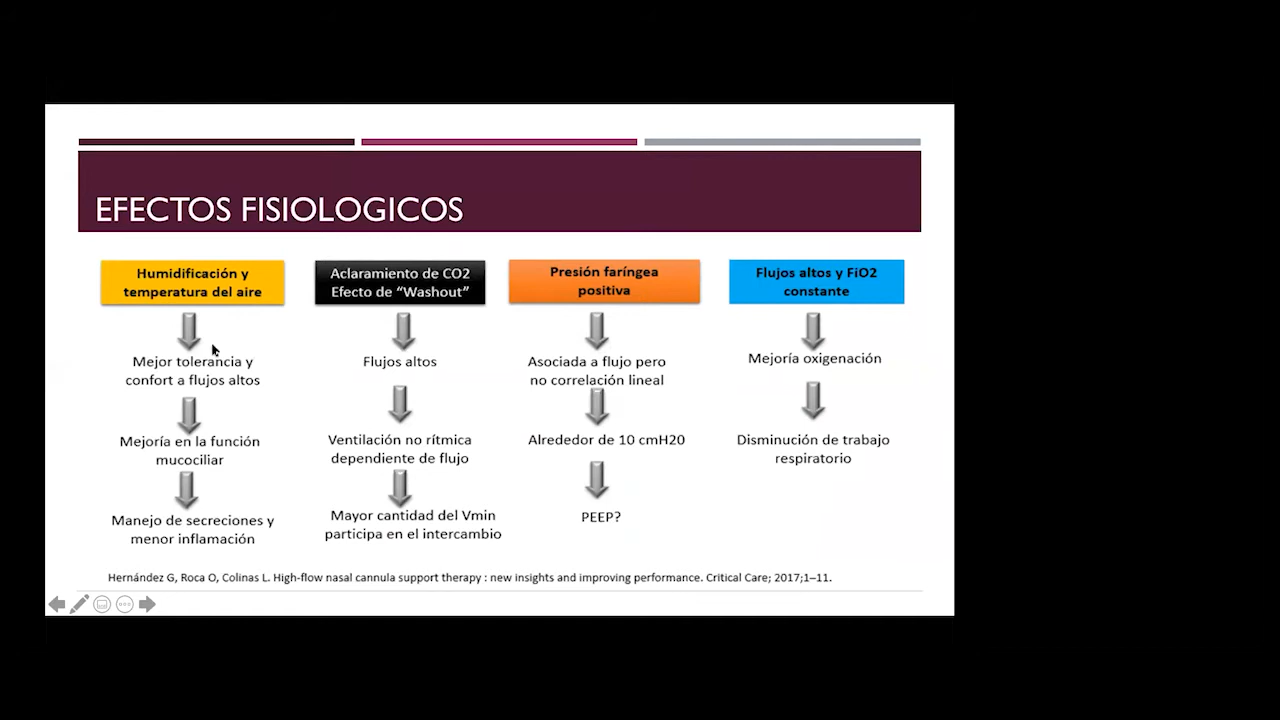 EFECTOS FISIOLOGICOS
Humidificación y
temperatura del aire
Mejor tolerancia y
confort a flujos altos
Mejoría en la función
mucociliar
Manejo de secreciones y
menor inflamación
Aclaramiento de CO2
Efecto de “Washout”
Flujos altos
Ventilación no rítmica
dependiente de flujo
Mayor cantidad del Vmin
participa en el intercambio
Presión faríngea
positiva
Asociada a flujo pero
no correlación lineal
Alrededor de 10 cmH20
PEEP?
Flujos altos y FiO2
constante
Mejoría oxigenación
Disminución de trabajo
respiratorio
Hernández G, Roca O, Colinas L. High-flow nasal cannula support therapy : new insights and improving performance. Critical Care; 2017;1–11.